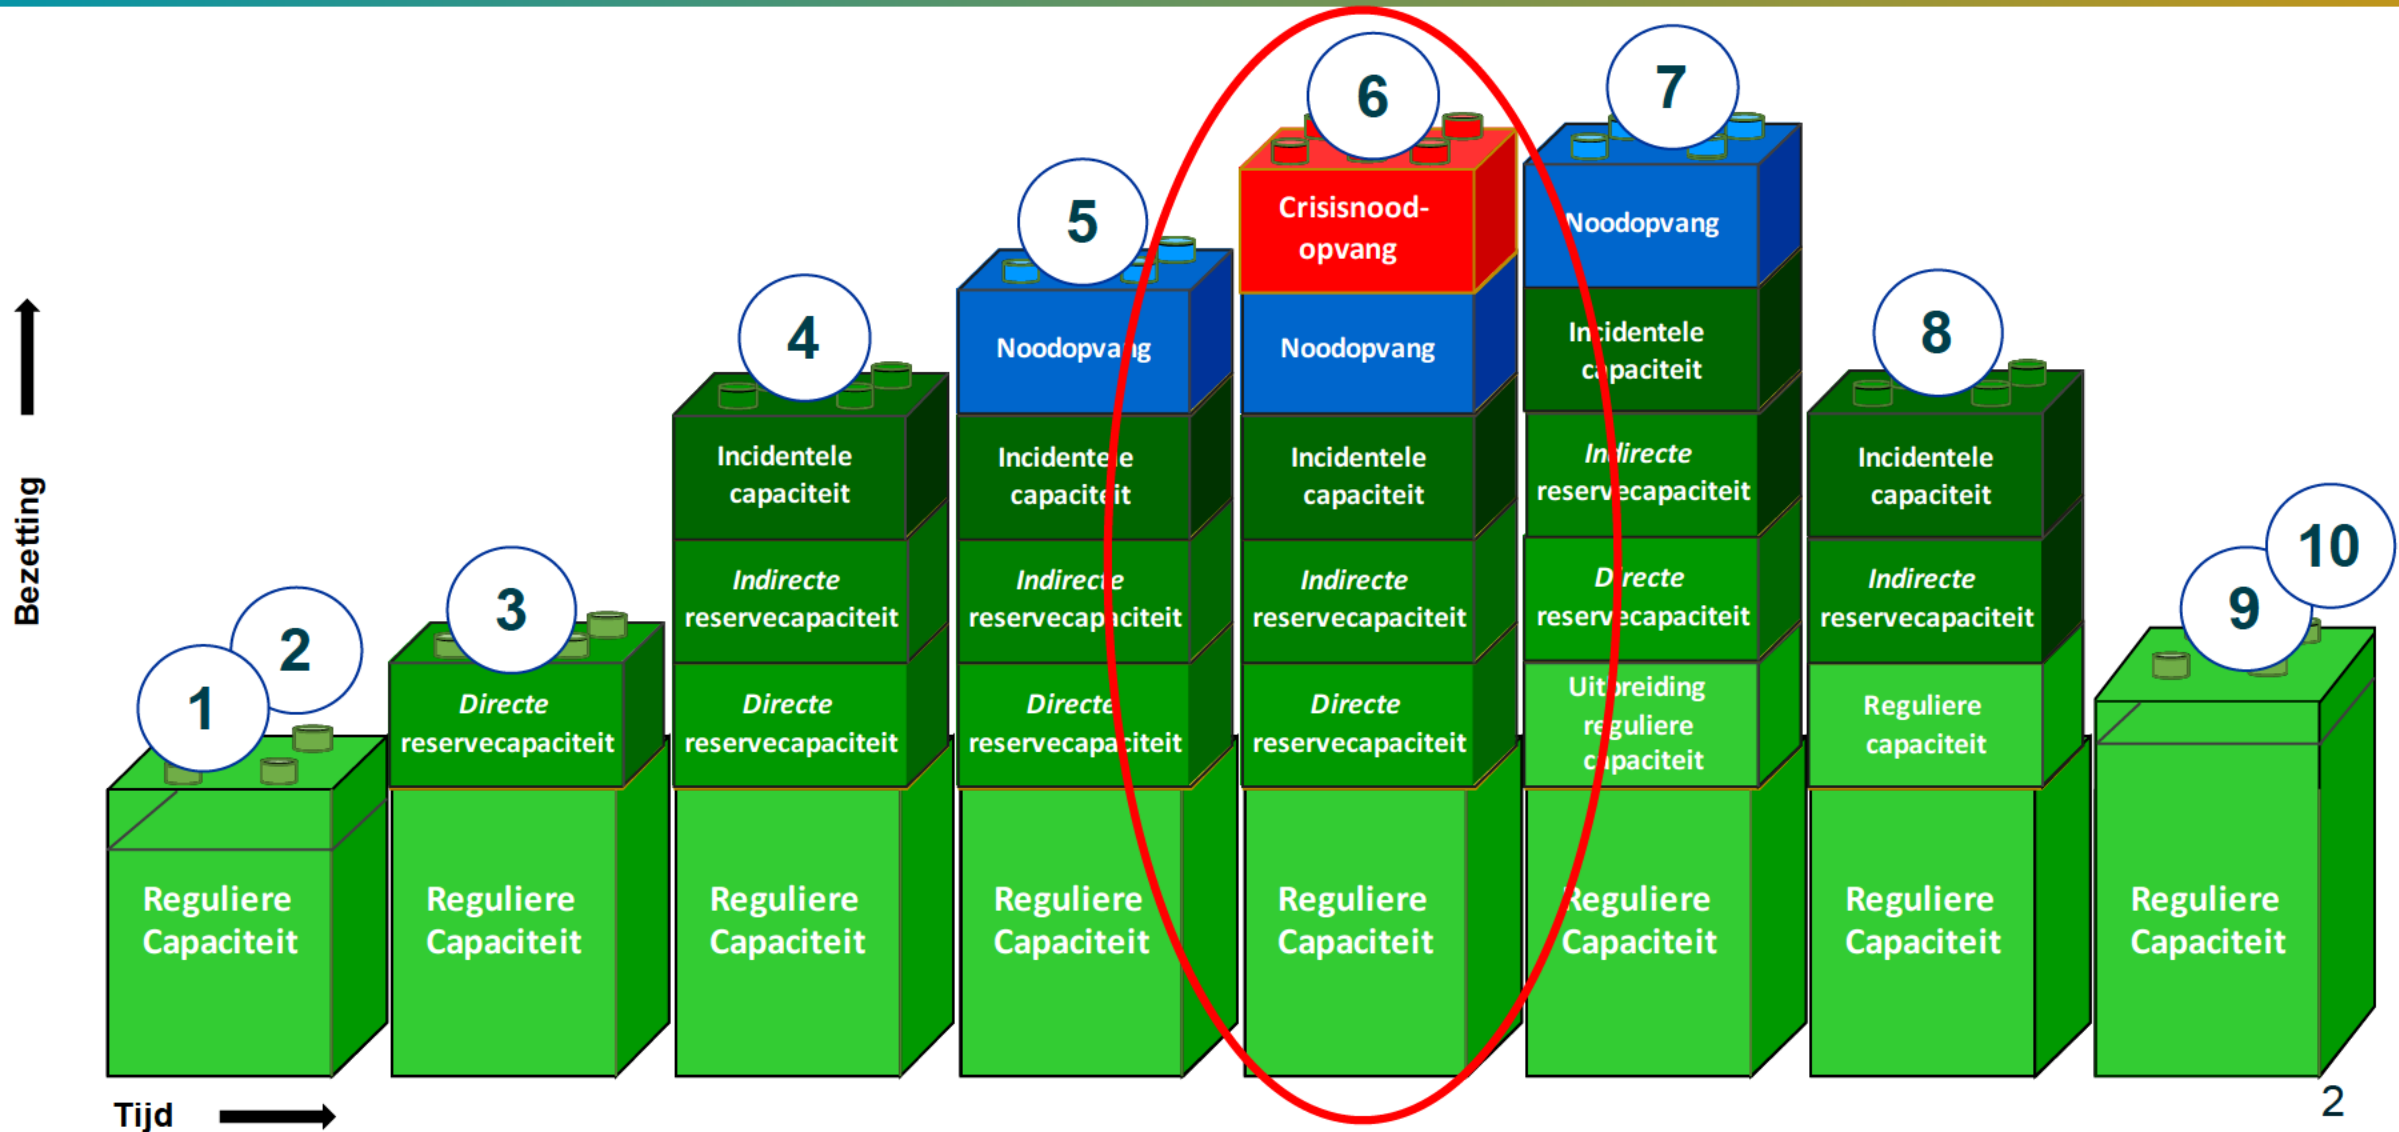 Bezetting
1
2
Reguliere
Capaciteit
3
Directe
reservecapaciteit
Reguliere
Capaciteit
4
Incidentele
capaciteit
Indirecte
reservecapaciteit
Directe
reservecapaciteit
Reguliere
Capaciteit
5
Noodopvang
Incidentele
capaciteit
Indirecte
reservecapaciteit
Directe
reservecapaciteit
Reguliere
Capaciteit
6
Crisisnood-
opvang
Noodopvang
Incidentele
capaciteit
Indirecte
reservecapaciteit
Directe
reservecapaciteit
Reguliere
Capaciteit
7
Noodopvang
Incidentele
capaciteit
Indirecte
reservecapaciteit
Directe
reservecapaciteit
Uitbreiding
reguliere
capaciteit
Reguliere
Capaciteit
8
Incidentele
capaciteit
Indirecte
reservecapaciteit
Reguliere
capaciteit
Reguliere
Capaciteit
9
10
Reguliere
Capaciteit
Tijd
2